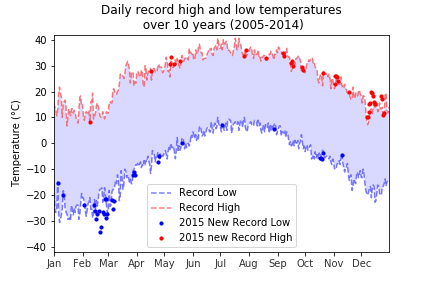 Daily record high and low temperatures
over 10 years (2005-2014)
Temperature (°C)
40
30
20
10
0
−10
−20
−30
−40
Record Low
Record High
2015 New Record Low
2015 new Record High
Jan Feb Mar Apr May Jun Jul Aug Sep Oct Nov Dec